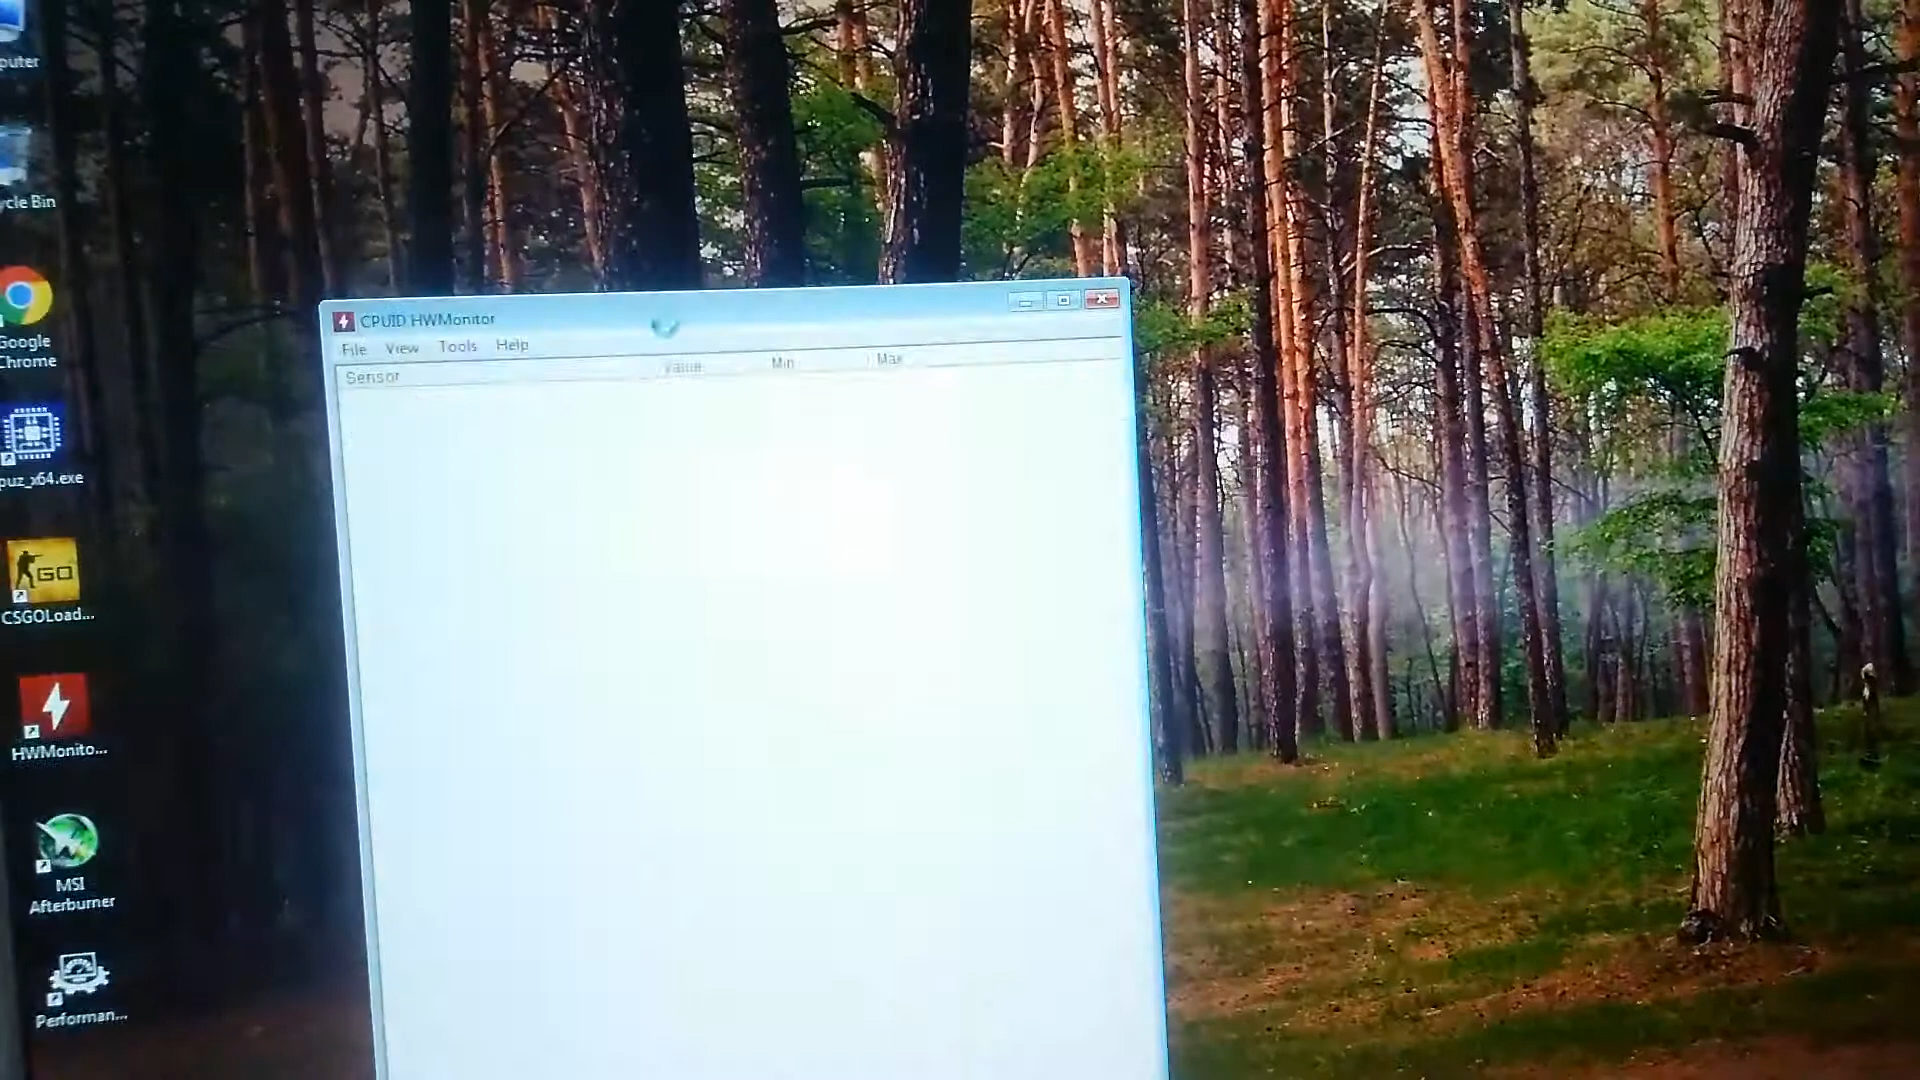 puter
ycle Bin
Google
Chrome
puz_x64.exe
GO
CSGOLoad...
HWMonito...
MSI
Afterburner
Performan...
CPUID HWMonitor
File View Tools Help
Sensor Value Min Max